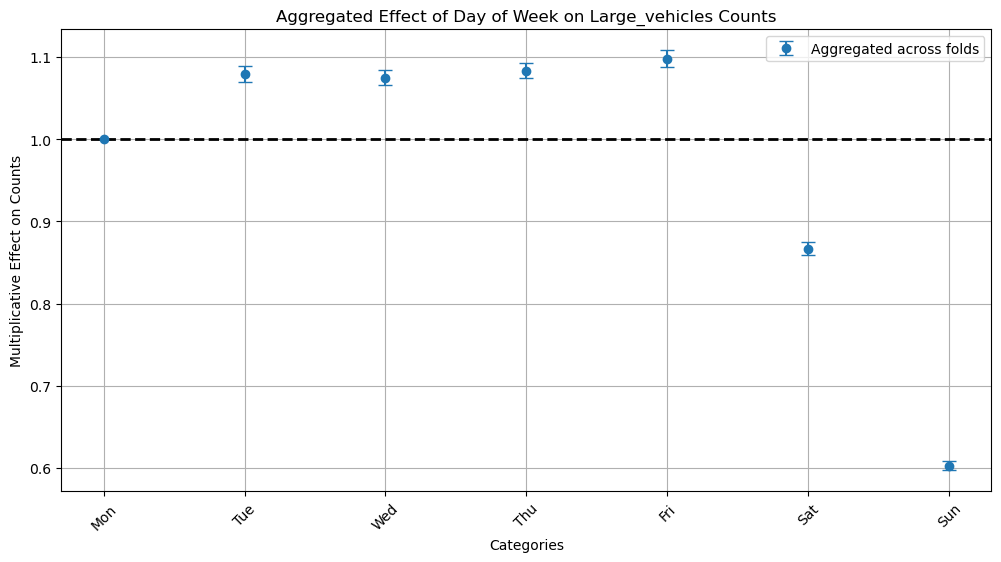 Aggregated Effect of Day of Week on Large_vehicles Counts
Aggregated across folds
Multiplicative Effect on Counts
1.1
1.0
0.9
0.8
0.7
0.6
Mon
Tue
Wed
Thu
Fri
Sat
Sun
Categories